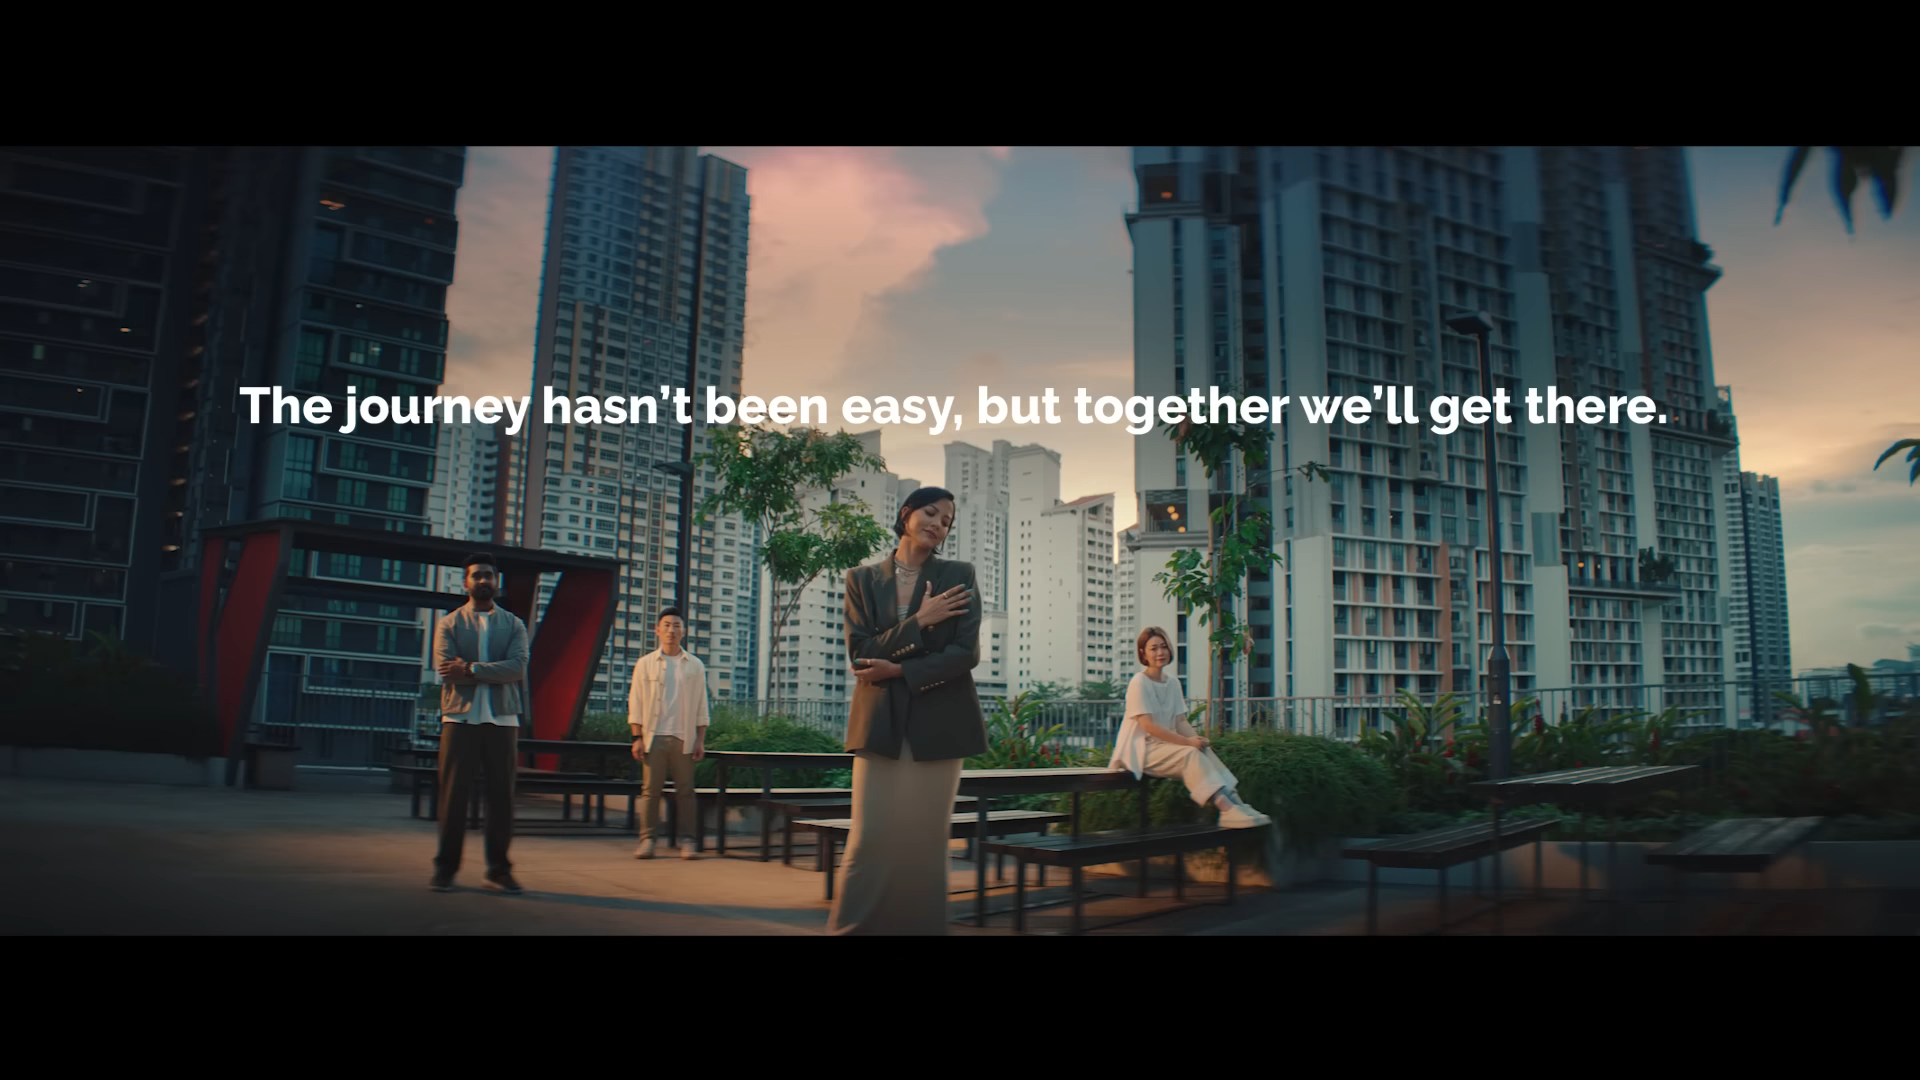 The journey hasn’t been easy, but together we’ll get there.